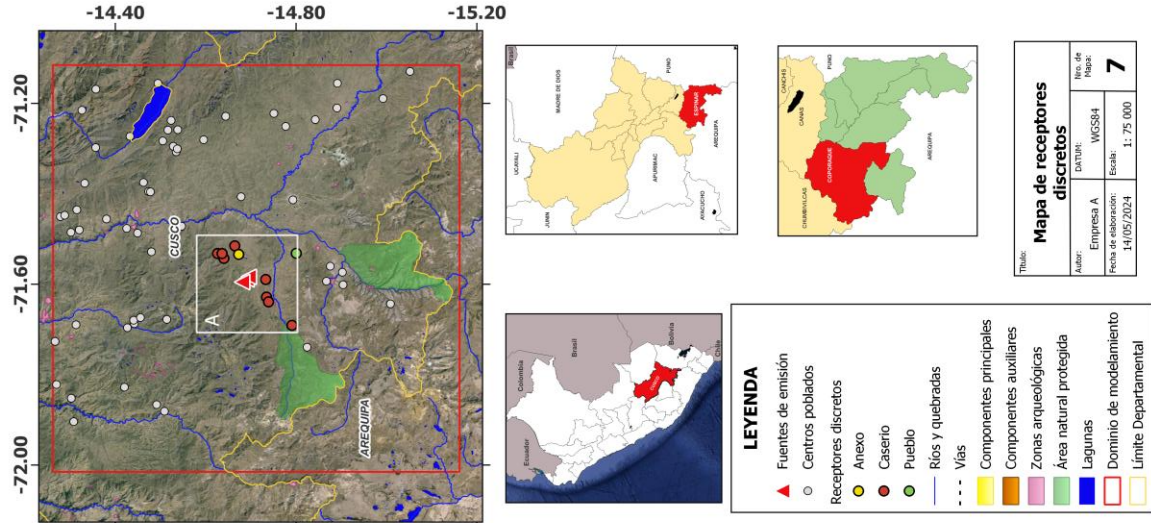 -14.40
-14.80
-15.20
-71.20
-71.60
-72.00
CUSCO
A
AREQUIPA
Brasil
UCAYALI
JUNIN
MADRE DE DIOS
PUNO
APURIMAC
ESPINAR
AREQUIPA
AYACUCHO
CANCHIS
CANAS
PUNO
CHUMBIVILCAS
COPORAQUE
AREQUIPA
Ecuador
Colombia
Brasil
CUSCO
Bolivia
Chile
LEYENDA
Fuentes de emisión
Centros poblados
Receptores discretos
Anexo
Caserio
Pueblo
Ríos y quebradas
Vías
Componentes principales
Componentes auxiliares
Zonas arqueológicas
Área natural protegida
Lagunas
Dominio de modelamiento
Límite Departamental
Título:
Mapa de receptores
discretos
Autor:
Empresa A
DATUM:
WGS84
Nro. de
Mapa:
7
Fecha de elaboración:
14/05/2024
Escala:
1: 75 000